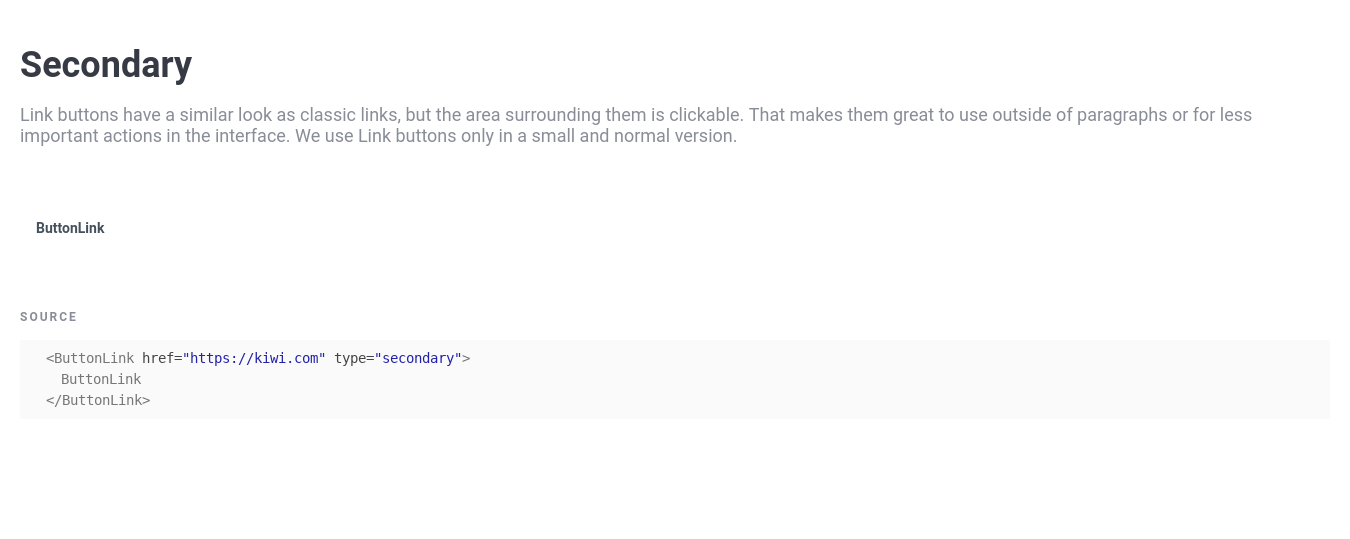 Secondary
Link buttons have a similar look as classic links, but the area surrounding them is clickable. That makes them great to use outside of paragraphs or for less
important actions in the interface. We use Link buttons only in a small and normal version.
ButtonLink
SOURCE
<ButtonLink href="https://kiwi.com" type="secondary">
  ButtonLink
</ButtonLink>